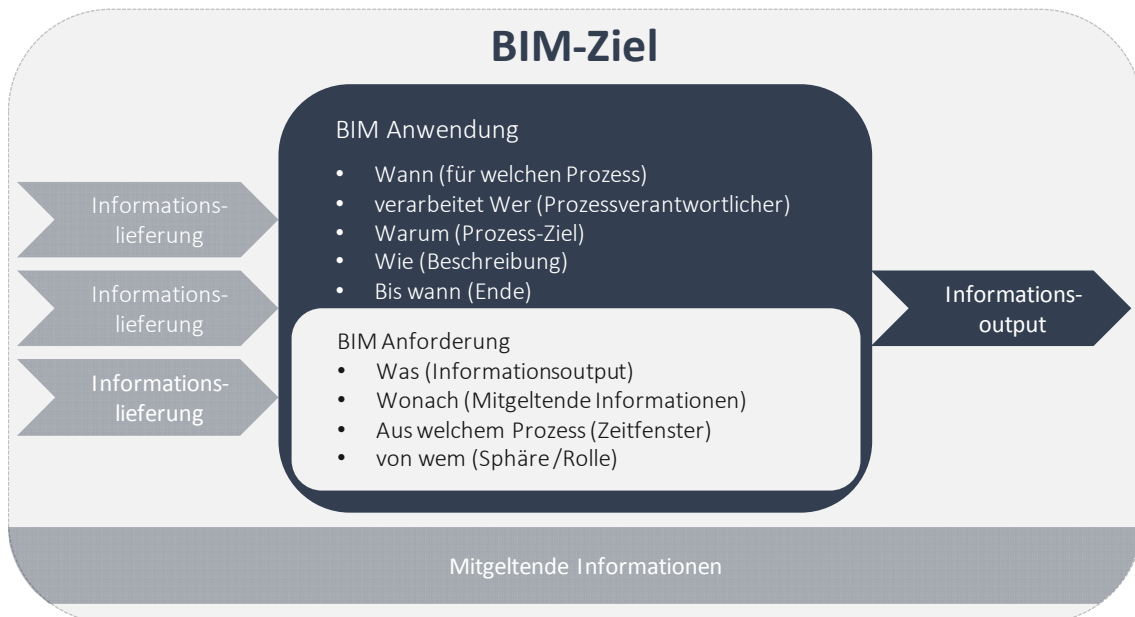 BIM-Ziel
BIM Anwendung
• Wann (für welchen Prozess)
• verarbeitet Wer (Prozessverantwortlicher)
• Warum (Prozess-Ziel)
• Wie (Beschreibung)
• Bis wann (Ende)
BIM Anforderung
• Was (Informationsoutput)
• Wonach (Mitgeltende Informationen)
• Aus welchem Prozess (Zeitfenster)
• von wem (Sphäre /Rolle)
Informations-
lieferung
Informations-
lieferung
Informations-
lieferung
Informations-
output
Mitgeltende Informationen